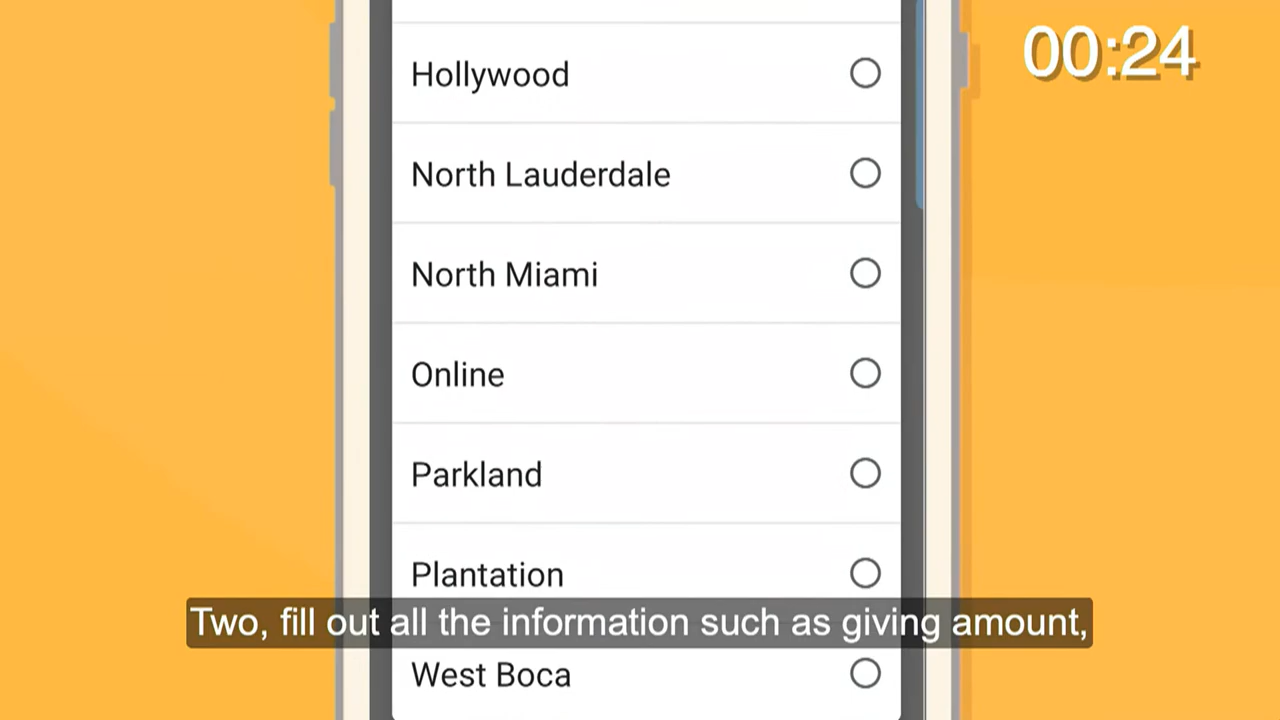 00:24
Hollywood
North Lauderdale
North Miami
Online
Parkland
Plantation
Two, fill out all the information such as giving amount,
West Boca